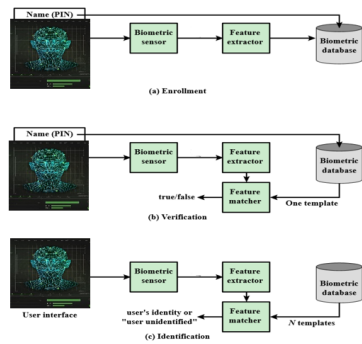 Name (PIN)
Biometric
sensor
Feature
extractor
Biometric
database
(a) Enrollment
Name (PIN)
Biometric
sensor
Feature
extractor
Biometric
database
true/false
Feature
matcher
One template
(b) Verification
Biometric
sensor
Feature
extractor
Biometric
database
User interface
user's identity or
"user unidentified"
Feature
matcher
N templates
(c) Identification